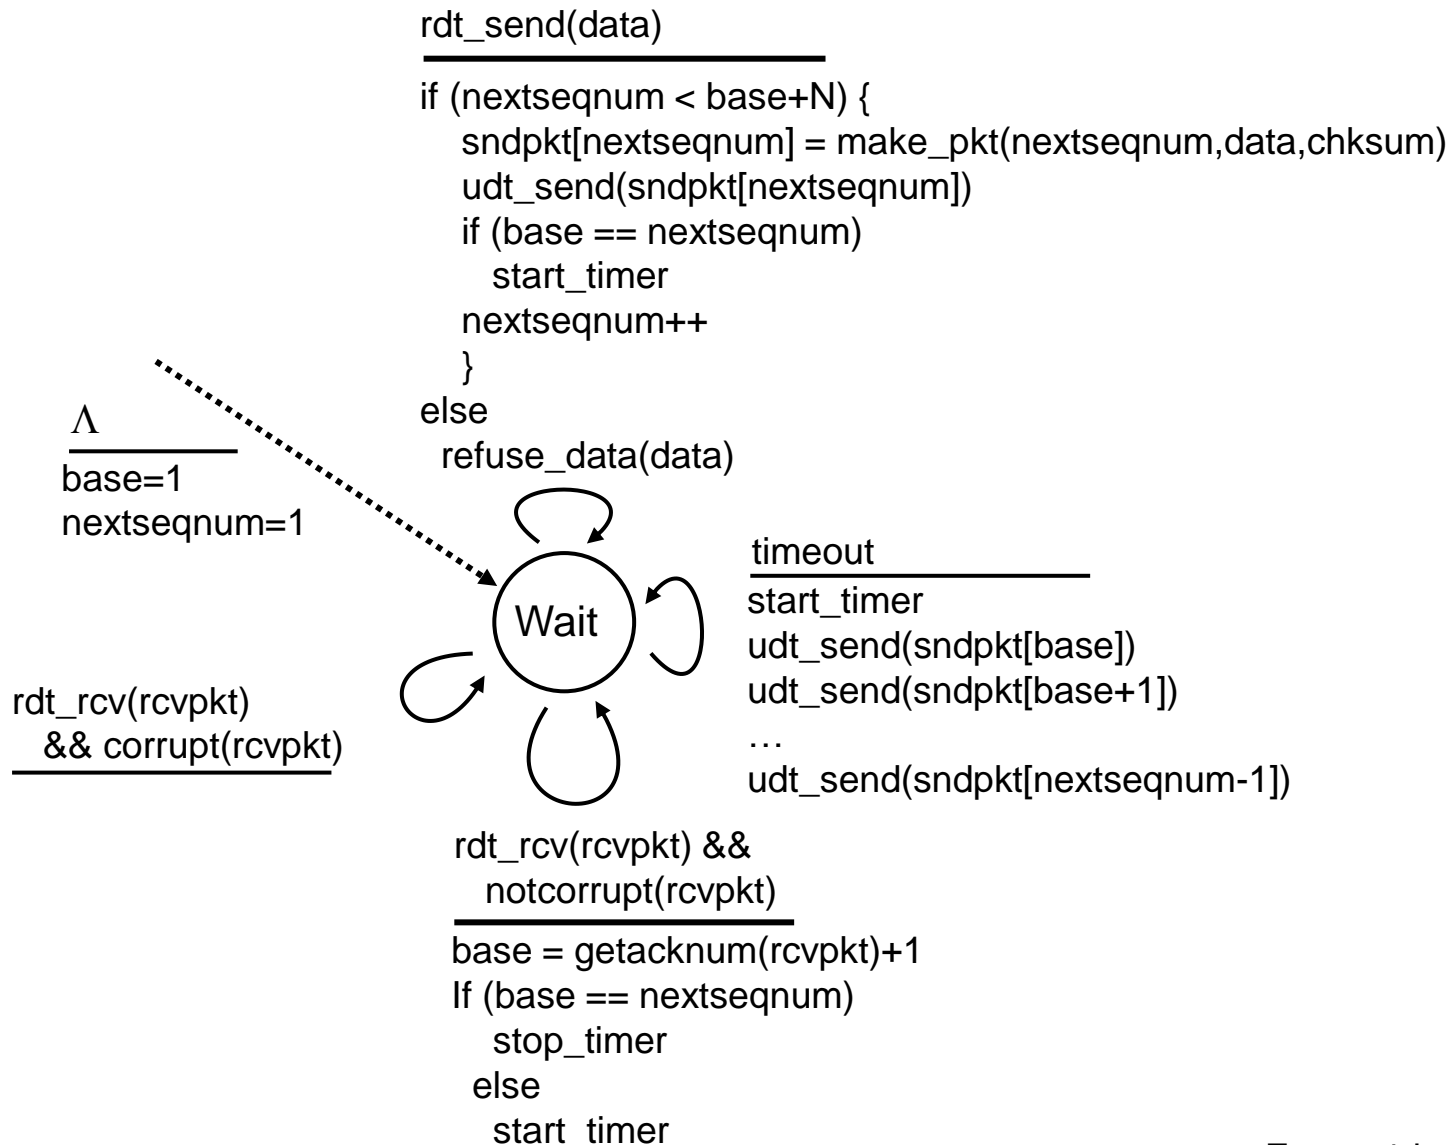 rdt_send(data)
if (nextseqnum < base+N) {
sndpkt[nextseqnum] = make_pkt(nextseqnum,data,chksum)
udt_send(sndpkt[nextseqnum])
if (base == nextseqnum)
start_timer
nextseqnum++
}
else
refuse_data(data)
Λ
base=1
nextseqnum=1
Wait
timeout
start_timer
udt_send(sndpkt[base])
udt_send(sndpkt[base+1])
…
udt_send(sndpkt[nextseqnum-1])
rdt_rcv(rcvpkt)
&& corrupt(rcvpkt)
rdt_rcv(rcvpkt) &&
notcorrupt(rcvpkt)
base = getacknum(rcvpkt)+1
If (base == nextseqnum)
stop_timer
else
start_timer